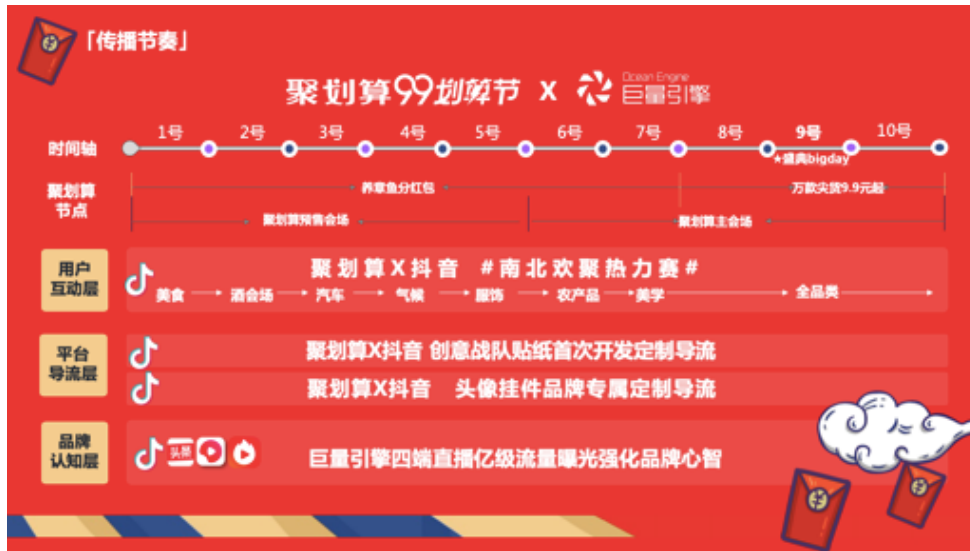 「传播节奏」
聚划算99划算节 X Ocean Engine 巨量引擎
1号 2号 3号 4号 5号 6号 7号 8号 9号 10号
时间轴
★盛典bigday
聚划算
节点
养章鱼分红包 万款尖货9.9元起
聚划算预售会场 聚划算主会场
用户
互动层
聚划算X抖音 #南北欢聚热力赛#
美食 酒会场 汽车 气候 服饰 农产品 美学 全品类
平台
导流层
聚划算X抖音 创意战队贴纸首次开发定制导流
聚划算X抖音 头像挂件品牌专属定制导流
品牌
认知层
头条
巨量引擎四端直播亿级流量曝光强化品牌心智